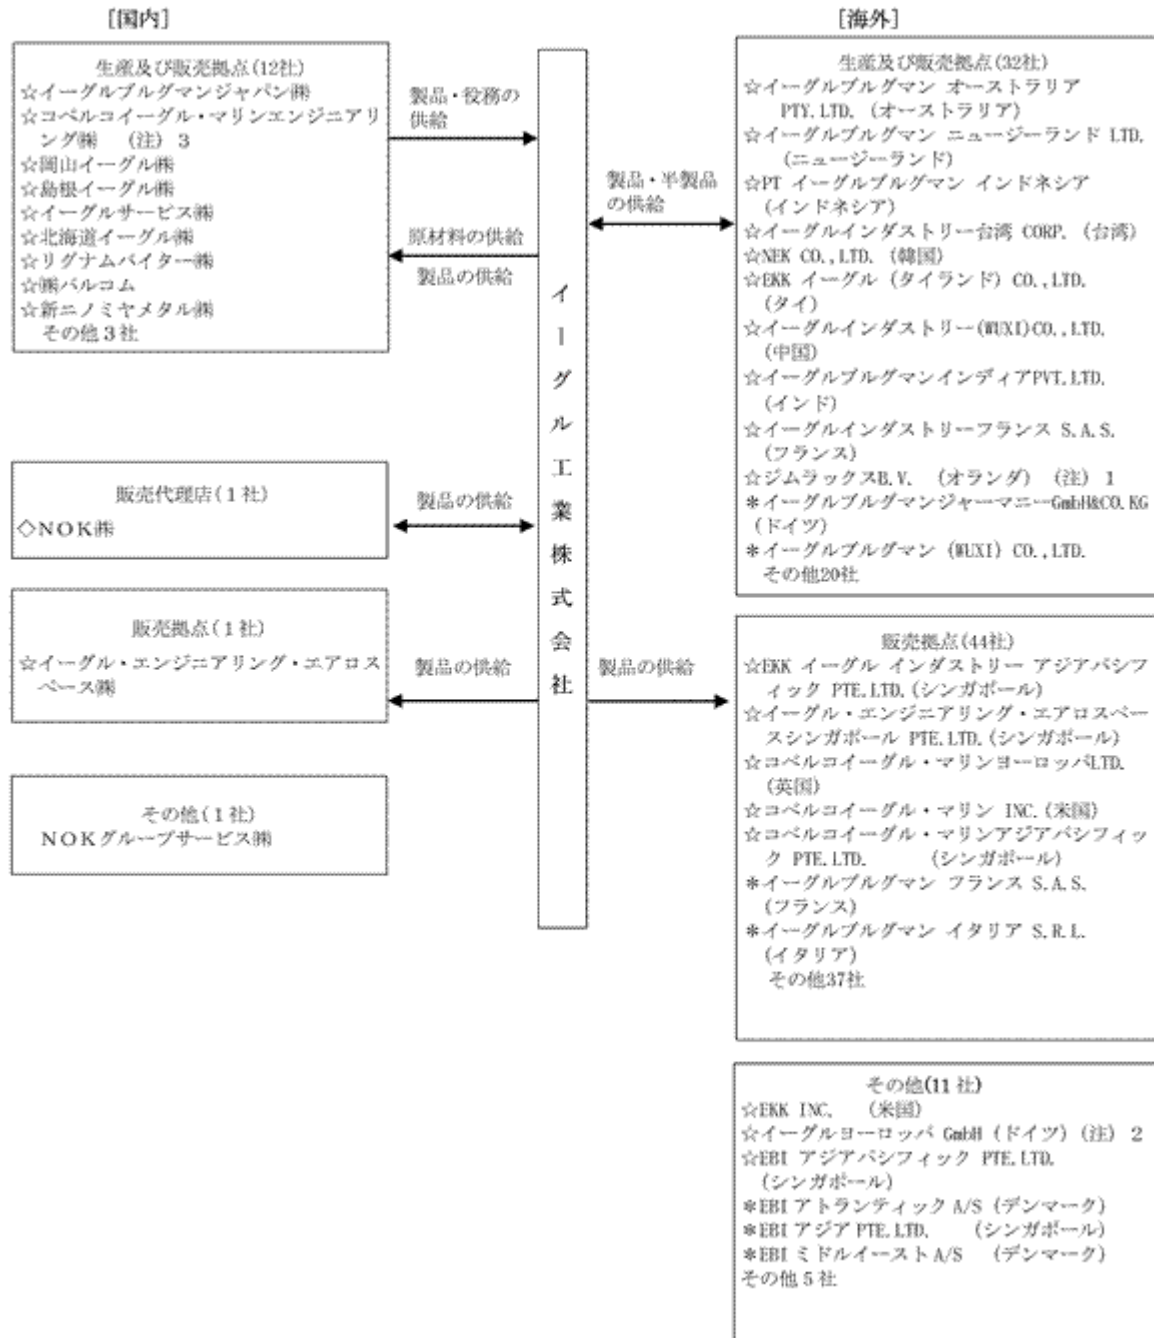 [国内]
生産及び販売拠点(12社)
☆イーグルブルグマンジャパン㈱
☆コベルコイーグル・マリンエンジニアリ
ング㈱ (注) 3
☆岡山イーグル㈱
☆島根イーグル㈱
☆イーグルサービス㈱
☆北海道イーグル㈱
☆リグナムバイター㈱
☆㈱バルコム
☆新ニノミヤメタル㈱
その他3社
製品・役務の
供給
原材料の供給
製品の供給
販売代理店(1社)
◇NOK㈱
製品の供給
販売拠点(1社)
☆イーグル・エンジニアリング・エアロス
ペース㈱
製品の供給
その他(1社)
NOKグループサービス㈱
イーグル工業株式会社
製品・半製品
の供給
製品の供給
[海外]
生産及び販売拠点(32社)
☆イーグルブルグマン オーストラリア
PTY.LTD. (オーストラリア)
☆イーグルブルグマン ニュージーランド LTD.
(ニュージーランド)
☆PT イーグルブルグマン インドネシア
(インドネシア)
☆イーグルインダストリー台湾 CORP. (台湾)
☆NEK CO.,LTD. (韓国)
☆EKK イーグル (タイランド) CO.,LTD.
(タイ)
☆イーグルインダストリー(WUXI)CO.,LTD.
(中国)
☆イーグルブルグマンインディアPVT.LTD.
(インド)
☆イーグルインダストリーフランス S.A.S.
(フランス)
☆ジムラックスB.V. (オランダ) (注) 1
*イーグルブルグマンジャーマニーGmbH&CO.KG
(ドイツ)
*イーグルブルグマン (WUXI) CO.,LTD.
その他20社
販売拠点(44社)
☆EKK イーグル インダストリー アジアパシフ
ィック PTE.LTD.(シンガポール)
☆イーグル・エンジニアリング・エアロスペー
スシンガポール PTE.LTD.(シンガポール)
☆コベルコイーグル・マリンヨーロッパLTD.
(英国)
☆コベルコイーグル・マリン INC.(米国)
☆コベルコイーグル・マリンアジアパシフィッ
ク PTE.LTD. (シンガポール)
*イーグルブルグマン フランス S.A.S.
(フランス)
*イーグルブルグマン イタリア S.R.L.
(イタリア)
その他37社
その他(11社)
☆EKK INC. (米国)
☆イーグルヨーロッパ GmbH (ドイツ) (注) 2
☆EBI アジアパシフィック PTE.LTD.
(シンガポール)
*EBI アトランティック A/S (デンマーク)
*EBI アジア PTE.LTD. (シンガポール)
*EBI ミドルイースト A/S (デンマーク)
その他5社